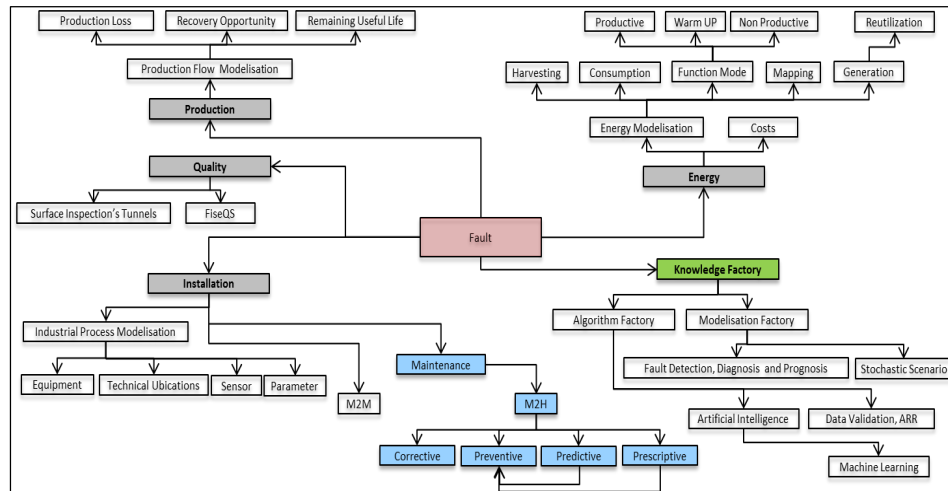 Production Loss
Recovery Opportunity
Remaining Useful Life
Production Flow Modelisation
Production
Quality
Surface Inspection's Tunnels
FiseQS
Productive
Warm UP
Non Productive
Reutilization
Harvesting
Consumption
Function Mode
Mapping
Generation
Energy Modelisation
Costs
Energy
Fault
Installation
Industrial Process Modelisation
Equipment
Technical Ubications
Sensor
Parameter
M2M
Maintenance
M2H
Corrective
Preventive
Predictive
Prescriptive
Knowledge Factory
Algorithm Factory
Modelisation Factory
Fault Detection, Diagnosis and Prognosis
Stochastic Scenario
Artificial Intelligence
Data Validation, ARR
Machine Learning